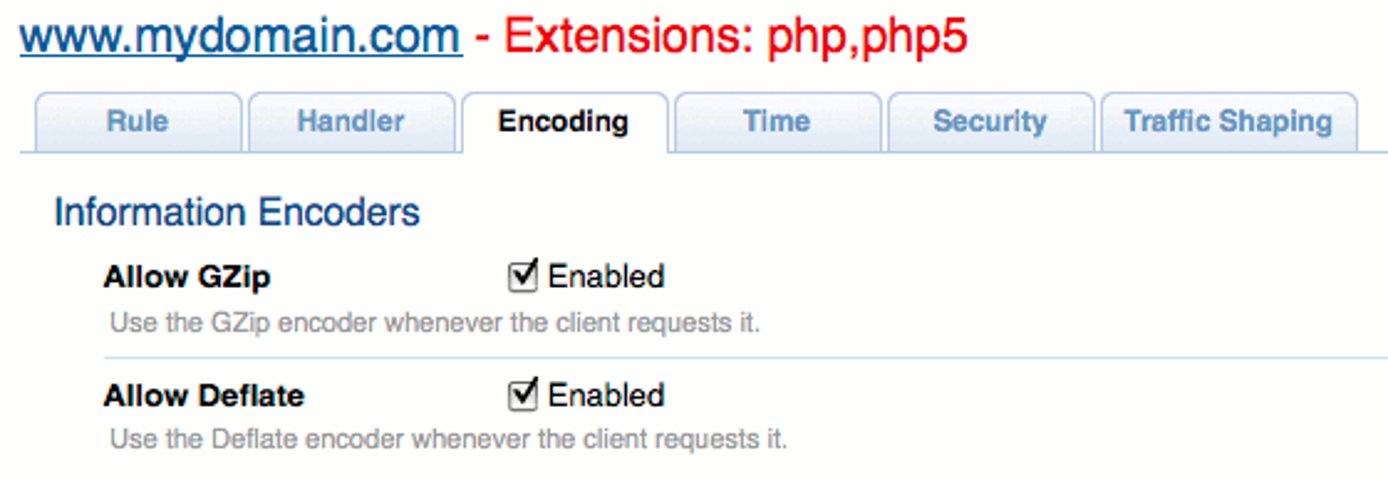 www.mydomain.com - Extensions: php,php5
Rule Handler Encoding Time Security Traffic Shaping
Information Encoders
Allow GZip Enabled
Use the GZip encoder whenever the client requests it.
Allow Deflate Enabled
Use the Deflate encoder whenever the client requests it.